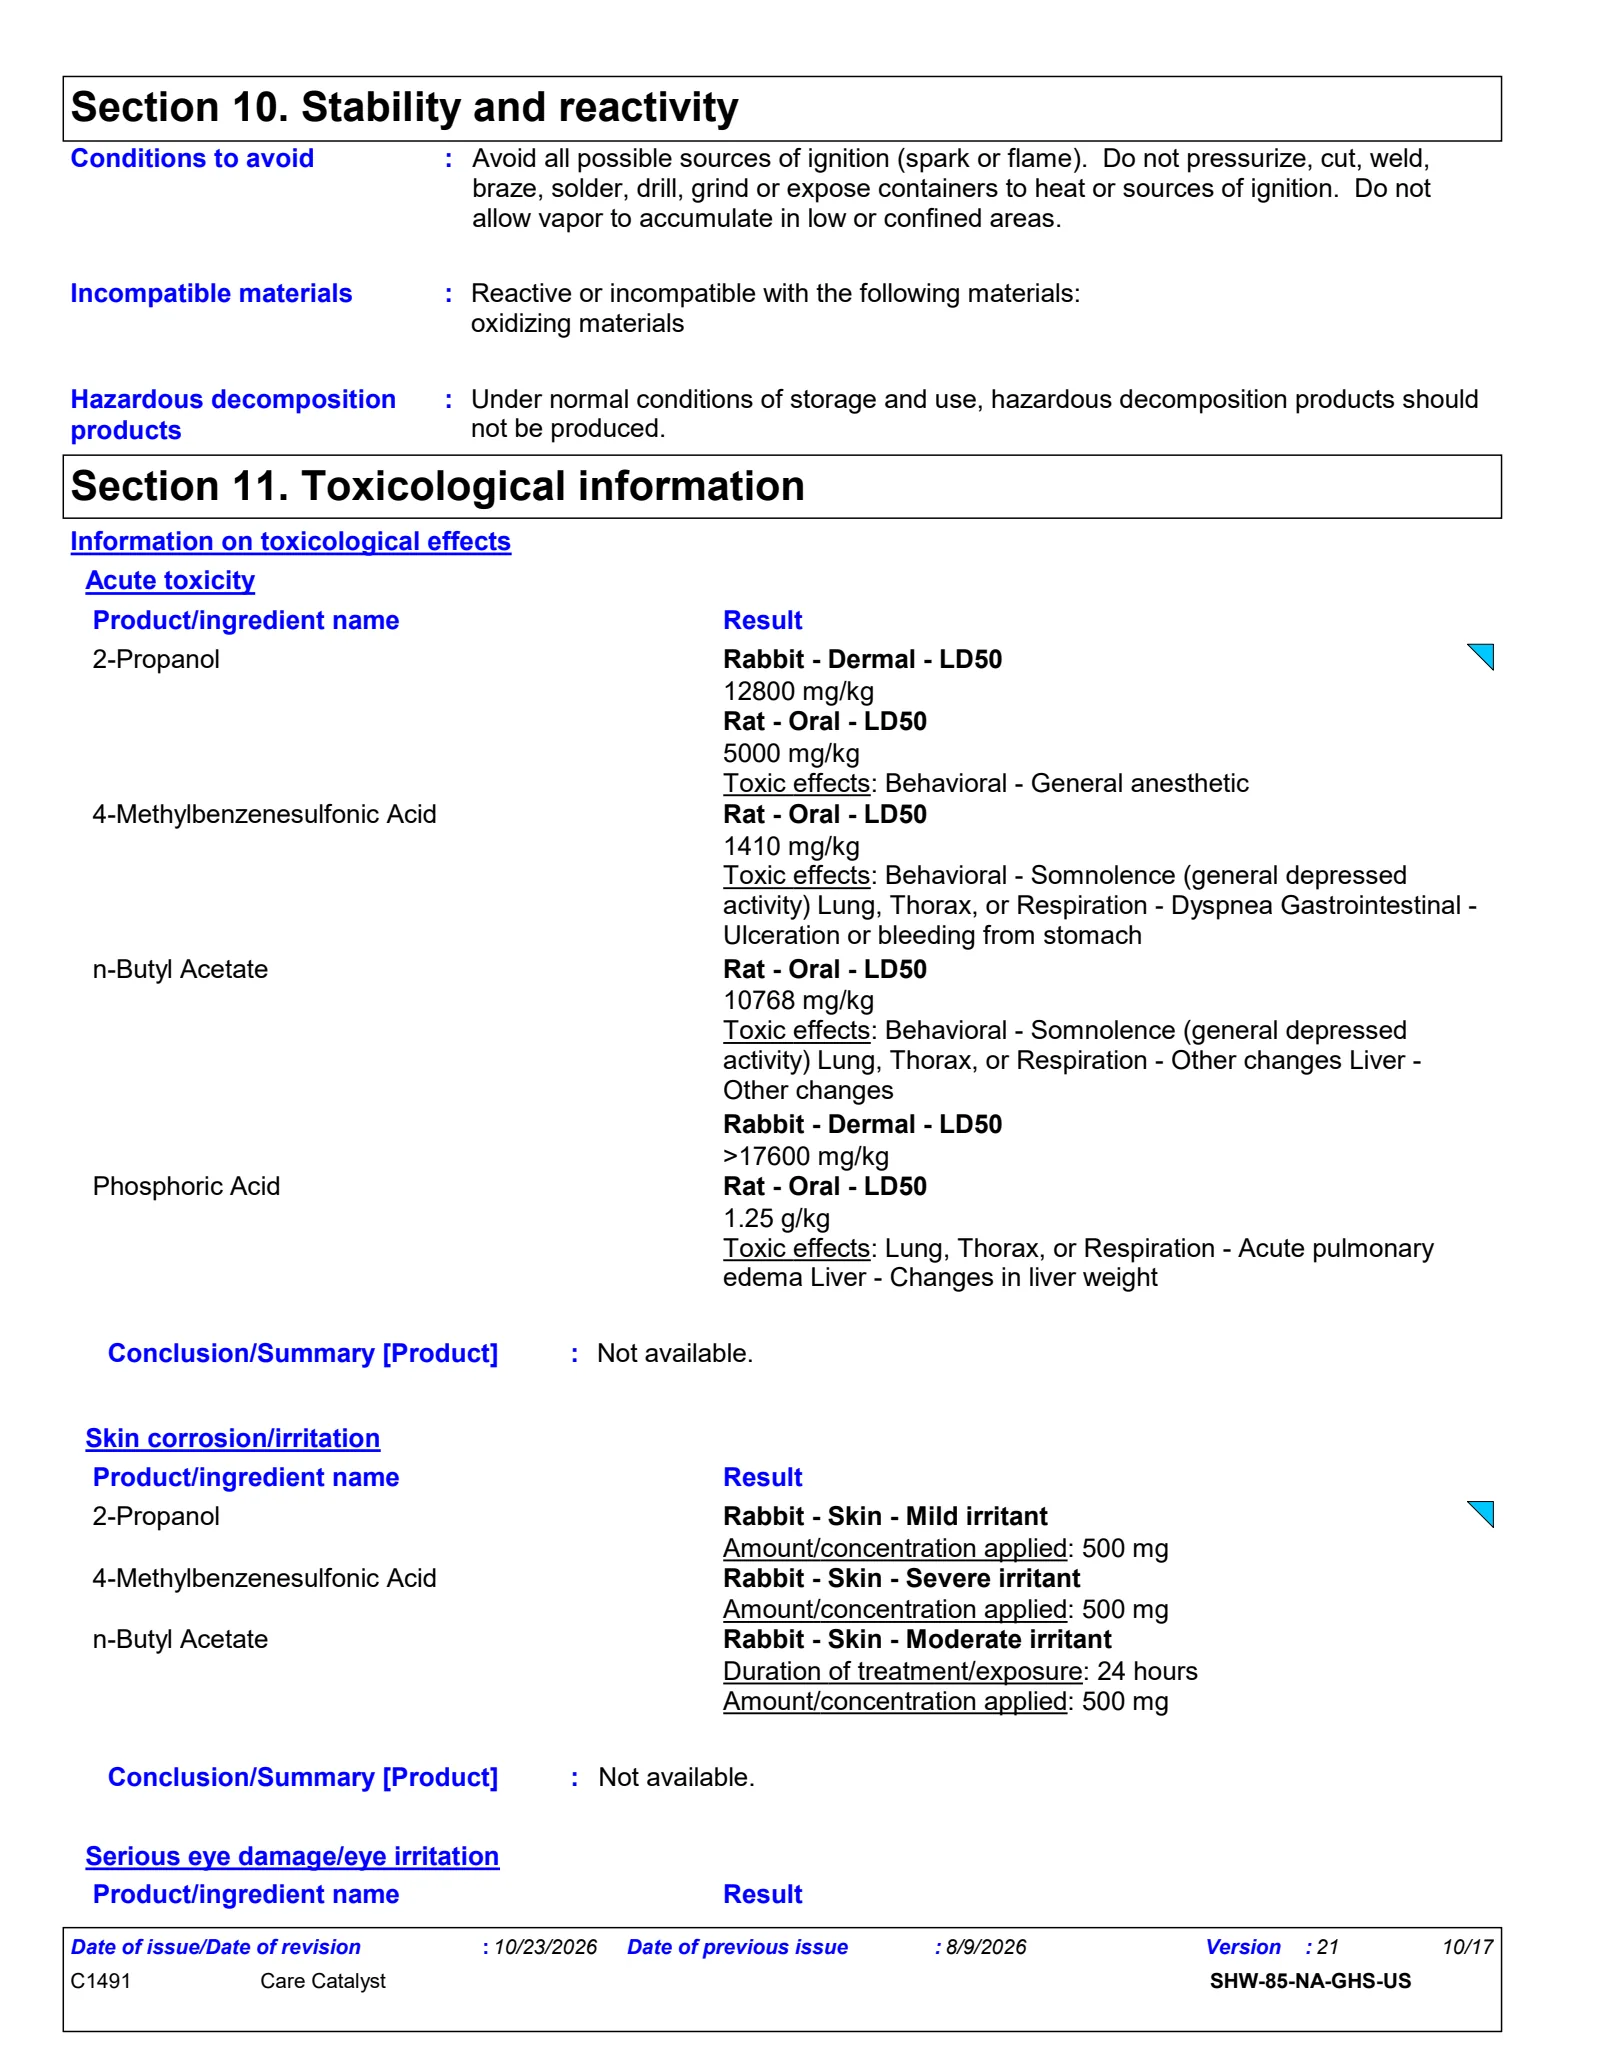 Section 10. Stability and reactivity
Conditions to avoid : Avoid all possible sources of ignition (spark or flame). Do not pressurize, cut, weld,
braze, solder, drill, grind or expose containers to heat or sources of ignition. Do not
allow vapor to accumulate in low or confined areas.
Incompatible materials : Reactive or incompatible with the following materials:
oxidizing materials
Hazardous decomposition : Under normal conditions of storage and use, hazardous decomposition products should
products not be produced.
Section 11. Toxicological information
Information on toxicological effects
Acute toxicity
Product/ingredient name Result
2-Propanol Rabbit - Dermal - LD50
12800 mg/kg
Rat - Oral - LD50
5000 mg/kg
Toxic effects: Behavioral - General anesthetic
4-Methylbenzenesulfonic Acid Rat - Oral - LD50
1410 mg/kg
Toxic effects: Behavioral - Somnolence (general depressed
activity) Lung, Thorax, or Respiration - Dyspnea Gastrointestinal -
Ulceration or bleeding from stomach
n-Butyl Acetate Rat - Oral - LD50
10768 mg/kg
Toxic effects: Behavioral - Somnolence (general depressed
activity) Lung, Thorax, or Respiration - Other changes Liver -
Other changes
Rabbit - Dermal - LD50
>17600 mg/kg
Phosphoric Acid Rat - Oral - LD50
1.25 g/kg
Toxic effects: Lung, Thorax, or Respiration - Acute pulmonary
edema Liver - Changes in liver weight
Conclusion/Summary [Product] : Not available.
Skin corrosion/irritation
Product/ingredient name Result
2-Propanol Rabbit - Skin - Mild irritant
Amount/concentration applied: 500 mg
4-Methylbenzenesulfonic Acid Rabbit - Skin - Severe irritant
Amount/concentration applied: 500 mg
n-Butyl Acetate Rabbit - Skin - Moderate irritant
Duration of treatment/exposure: 24 hours
Amount/concentration applied: 500 mg
Conclusion/Summary [Product] : Not available.
Serious eye damage/eye irritation
Product/ingredient name Result
Date of issue/Date of revision : 10/23/2026 Date of previous issue : 8/9/2026 Version : 21 10/17
C1491 Care Catalyst SHW-85-NA-GHS-US